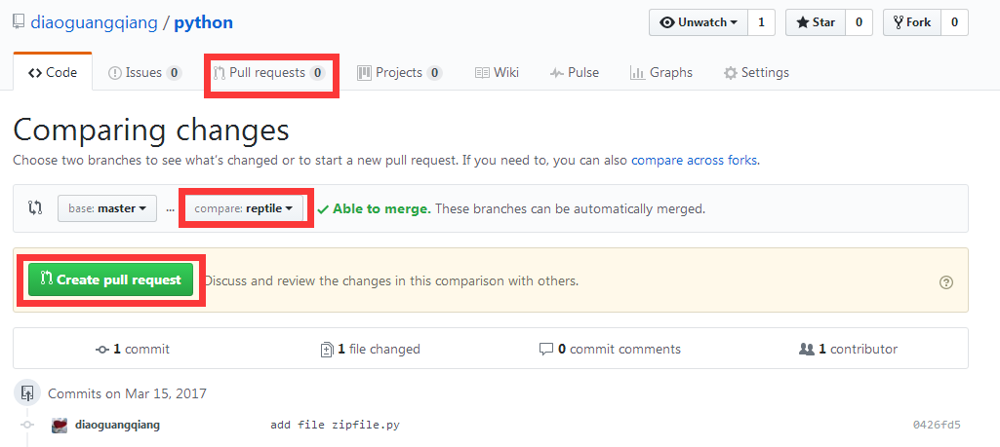 diaoguangqiang / python Unwatch 1 Star 0 Fork 0
Code Issues 0 Pull requests 0 Projects 0 Wiki Pulse Graphs Settings
Comparing changes
Choose two branches to see what's changed or to start a new pull request. If you need to, you can also compare across forks.
base: master ... compare: reptile Able to merge. These branches can be automatically merged.
Create pull request Discuss and review the changes in this comparison with others.
1 commit 1 file changed 0 commit comments 1 contributor
Commits on Mar 15, 2017
diaoguangqiang add file zipfile.py 0426fd5